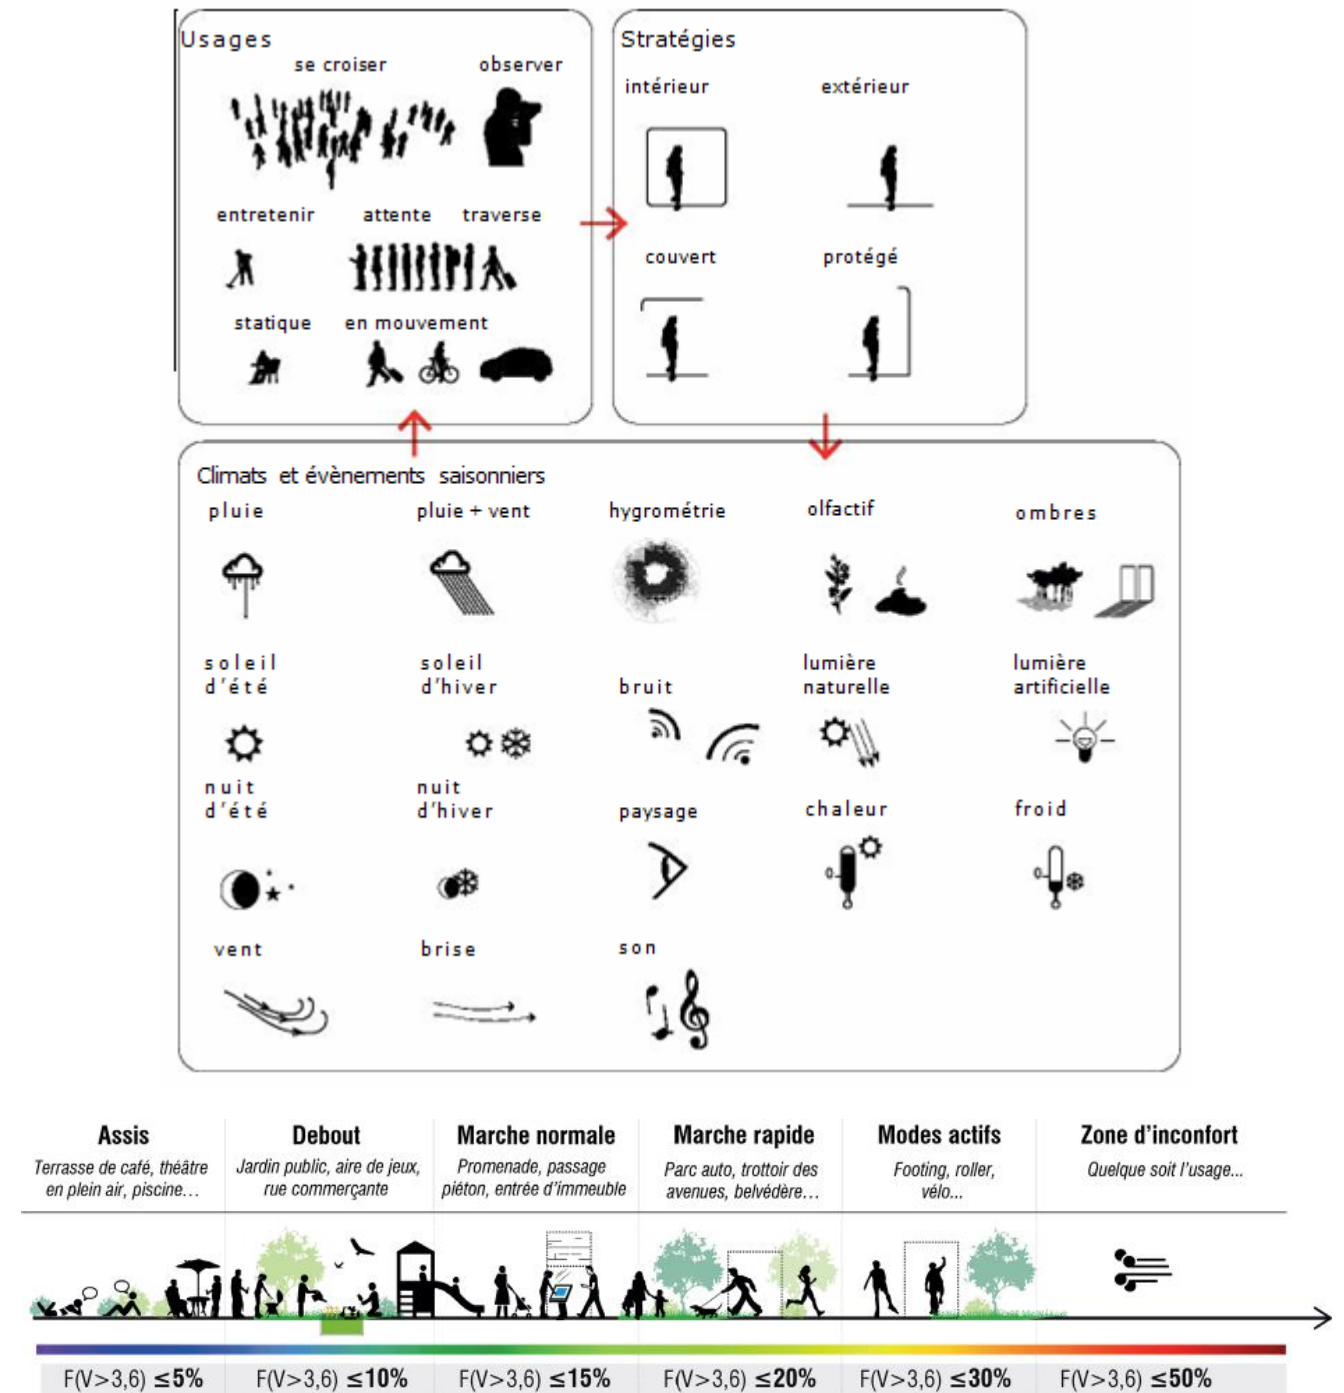 Usages
se croiser observer
entretenir attente traverse
statique en mouvement
Stratégies
intérieur extérieur
couvert protégé
Climats et évènements saisonniers
pluie pluie + vent hygrométrie olfactif ombres
soleil d'été
soleil d'hiver
bruit
lumière naturelle
lumière artificielle
nuit d'été
nuit d'hiver
paysage chaleur froid
vent brise son
Assis
Terrasse de café, théâtre
en plein air, piscine...
Debout
Jardin public, aire de jeux,
rue commerçante
Marche normale
Promenade, passage
piéton, entrée d'immeuble
Marche rapide
Parc auto, trottoir des
avenues, belvédère...
Modes actifs
Footing, roller,
vélo...
Zone d'inconfort
Quelque soit l'usage...
F(V>3,6) ≤5% F(V>3,6) ≤10% F(V>3,6) ≤15% F(V>3,6) ≤20% F(V>3,6) ≤30% F(V>3,6) ≤50%